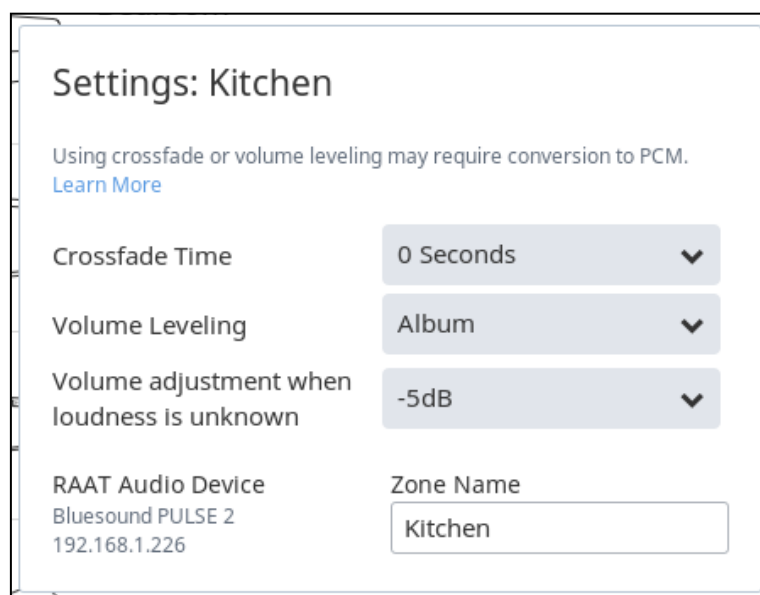 Settings: Kitchen
Using crossfade or volume leveling may require conversion to PCM.
Learn More
Crossfade Time
0 Seconds
Volume Leveling
Album
Volume adjustment when
loudness is unknown
-5dB
RAAT Audio Device
Zone Name
Bluesound PULSE 2
Kitchen
192.168.1.226